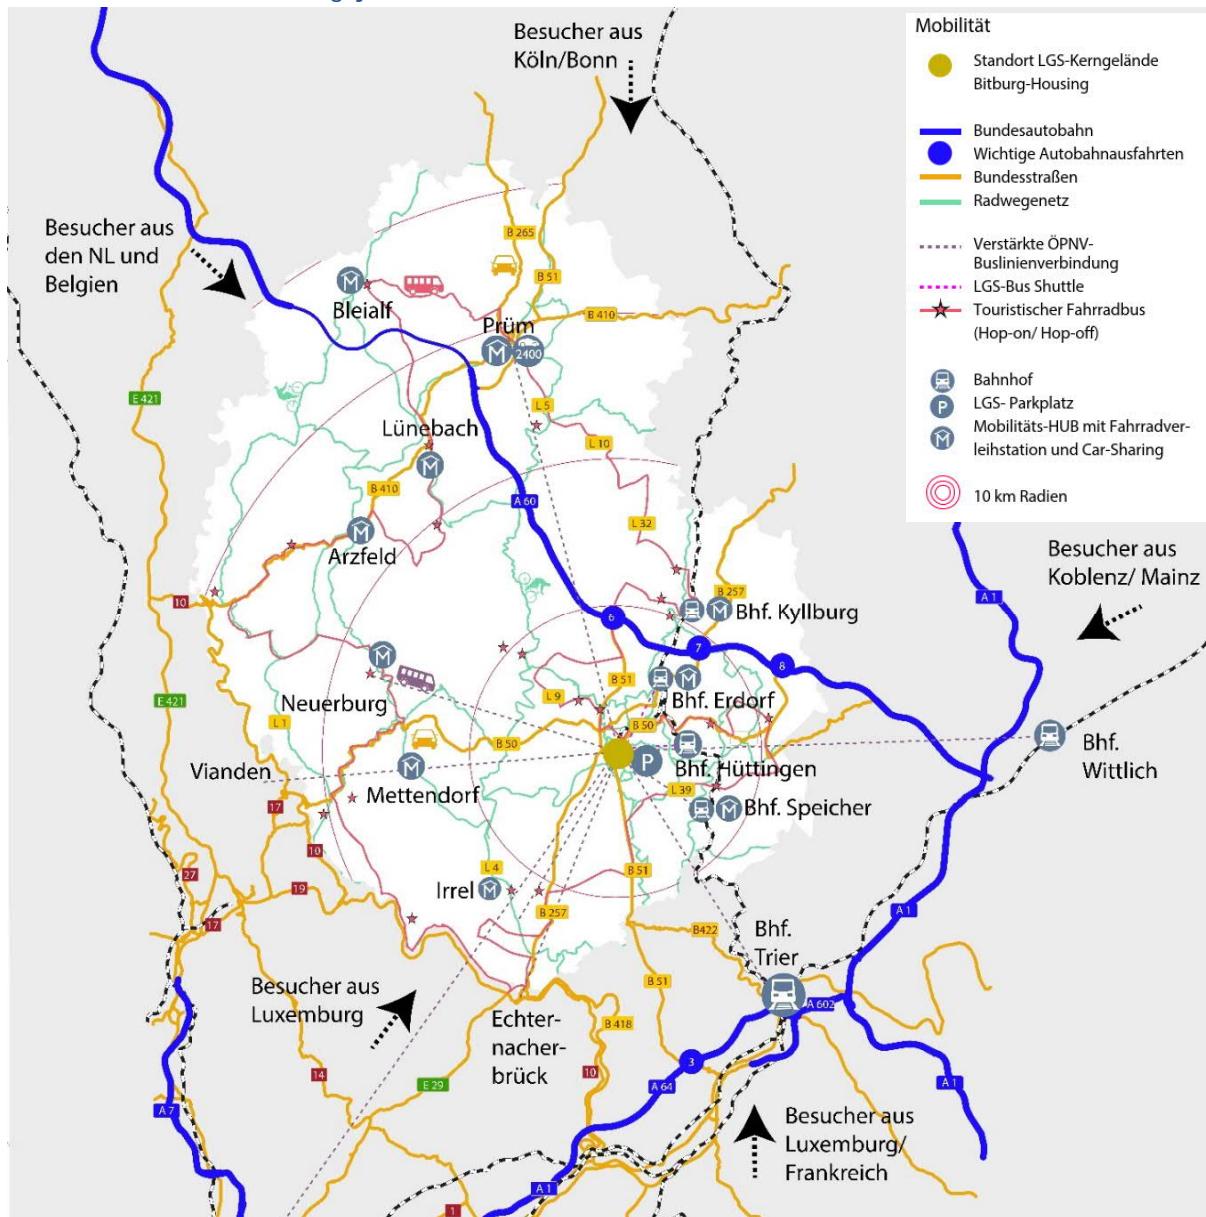 Besucher aus
Köln/Bonn
Mobilität
Standort LGS-Kerngelände
Bitburg-Housing
Bundesautobahn
Wichtige Autobahnausfahrten
Bundesstraßen
Radwegenetz
Verstärkte ÖPNV-
Buslinienverbindung
LGS-Bus Shuttle
Touristischer Fahrradbus
(Hop-on/ Hop-off)
Bahnhof
P
LGS- Parkplatz
M
Mobilitäts-HUB mit Fahrradver-
leihstation und Car-Sharing
10 km Radien
Besucher aus
den NL und
Belgien
B 265
B 51
M
Bleialf
B 410
Prüm
M
2400
E 421
L 5
Lünebach
L 10
M
B 410
A 60
L 32
M
Arzfeld
A 1
Besucher aus
Koblenz/ Mainz
10
B 257
M
Bhf. Kyllburg
6
7
8
M
E 421
B 51
M
Neuerburg
L 9
Bhf. Erdorf
L 1
B 50
B 50
Bhf.
Wittlich
Vianden
P
Bhf. Hüttingen
M
Mettendorf
L 39
17
M
Bhf. Speicher
10
27
19
L 4
B 51
Irrel
M
B 257
A 1
17
B422
Bhf.
Trier
Besucher aus
Luxemburg
B 51
A 602
Echter-
nacher-
brück
B 418
3
14
10
E 29
A 64
A 1
A 7
Besucher aus
Luxemburg/
Frankreich
A 1
1